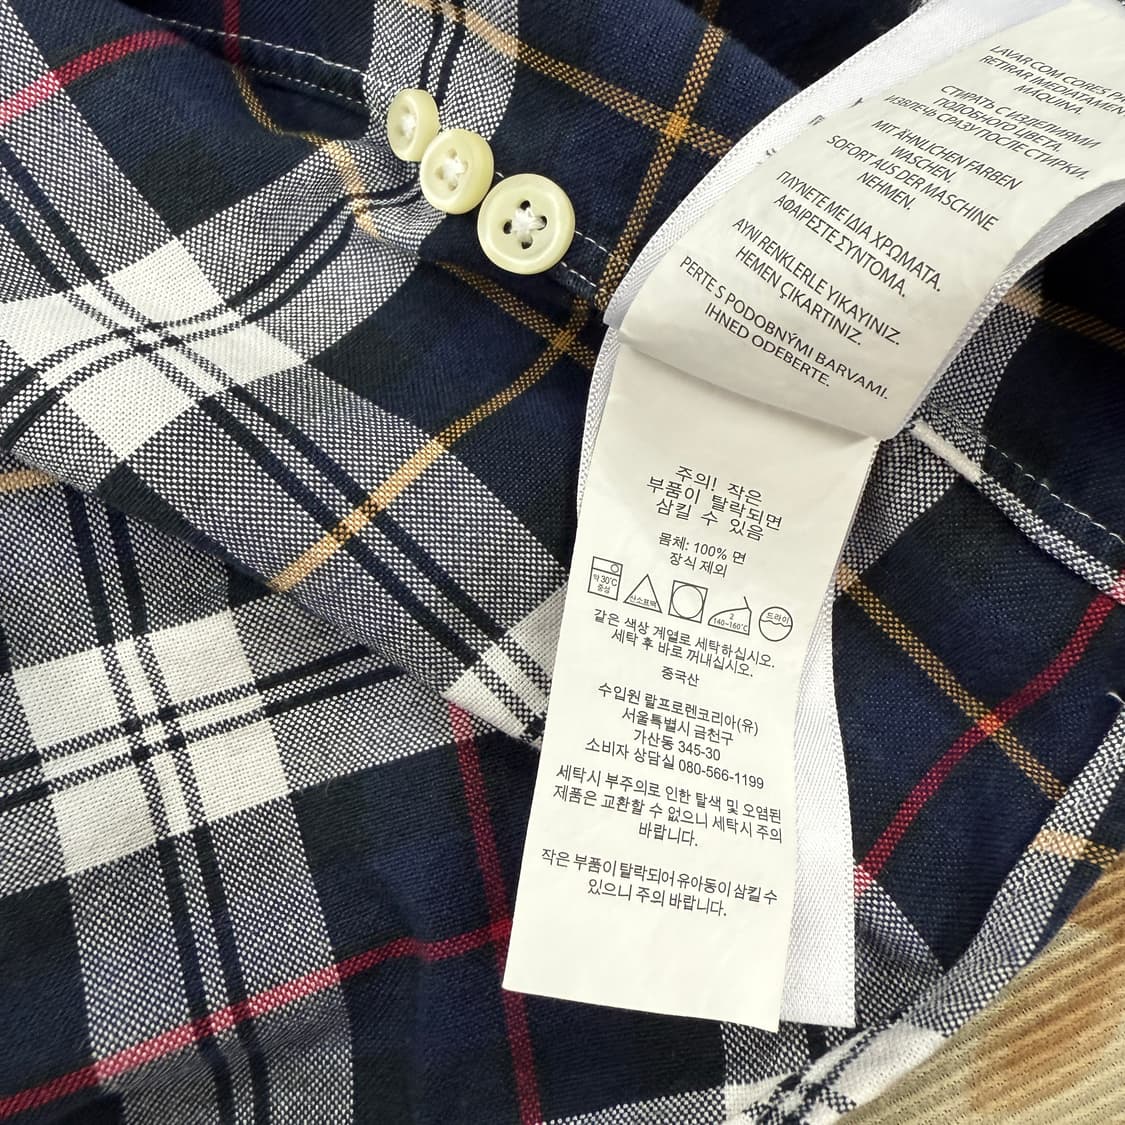 LAVAR COM CORES
RETIRAR IMEDIATAMEN
MÁQUINA.
СТИРАТЬ С ИЗДЕЛИЯМИ
ПОДОБНОГО ЦВЕТА.
ИЗВЛЕЧЬ СРАЗУ ПОСЛЕ СТИРКИ.
MIT ÄHNLICHEN FARBEN
WASCHEN.
SOFORT AUS DER MASCHINE
NEHMEN.
ΠΛΥΝΕΤΕ ΜΕ ΙΔΙΑ ΧΡΩΜΑΤΑ.
ΑΦΑΙΡΕΣΤΕ ΣΥΝΤΟΜΑ.
AYNI RENKLERLE YIKAYINIZ.
HEMEN ÇIKARTINIZ.
PERTE S PODOBNÝMI BARVAMI.
IHNED ODEBERTE.
주의! 작은
부품이 탈락되면
삼킬 수 있음
몸체: 100% 면
장식 제외
약 30˚C
중성
산소표백
2
140~160˚C
드라이
같은 색상 계열로 세탁하십시오.
세탁 후 바로 꺼내십시오.
중국산
수입원 랄프로렌코리아(유)
서울특별시 금천구
가산동 345-30
소비자 상담실 080-566-1199
세탁시 부주의로 인한 탈색 및 오염된
제품은 교환할 수 없으니 세탁시 주의
바랍니다.
작은 부품이 탈락되어 유아동이 삼킬 수
있으니 주의 바랍니다.